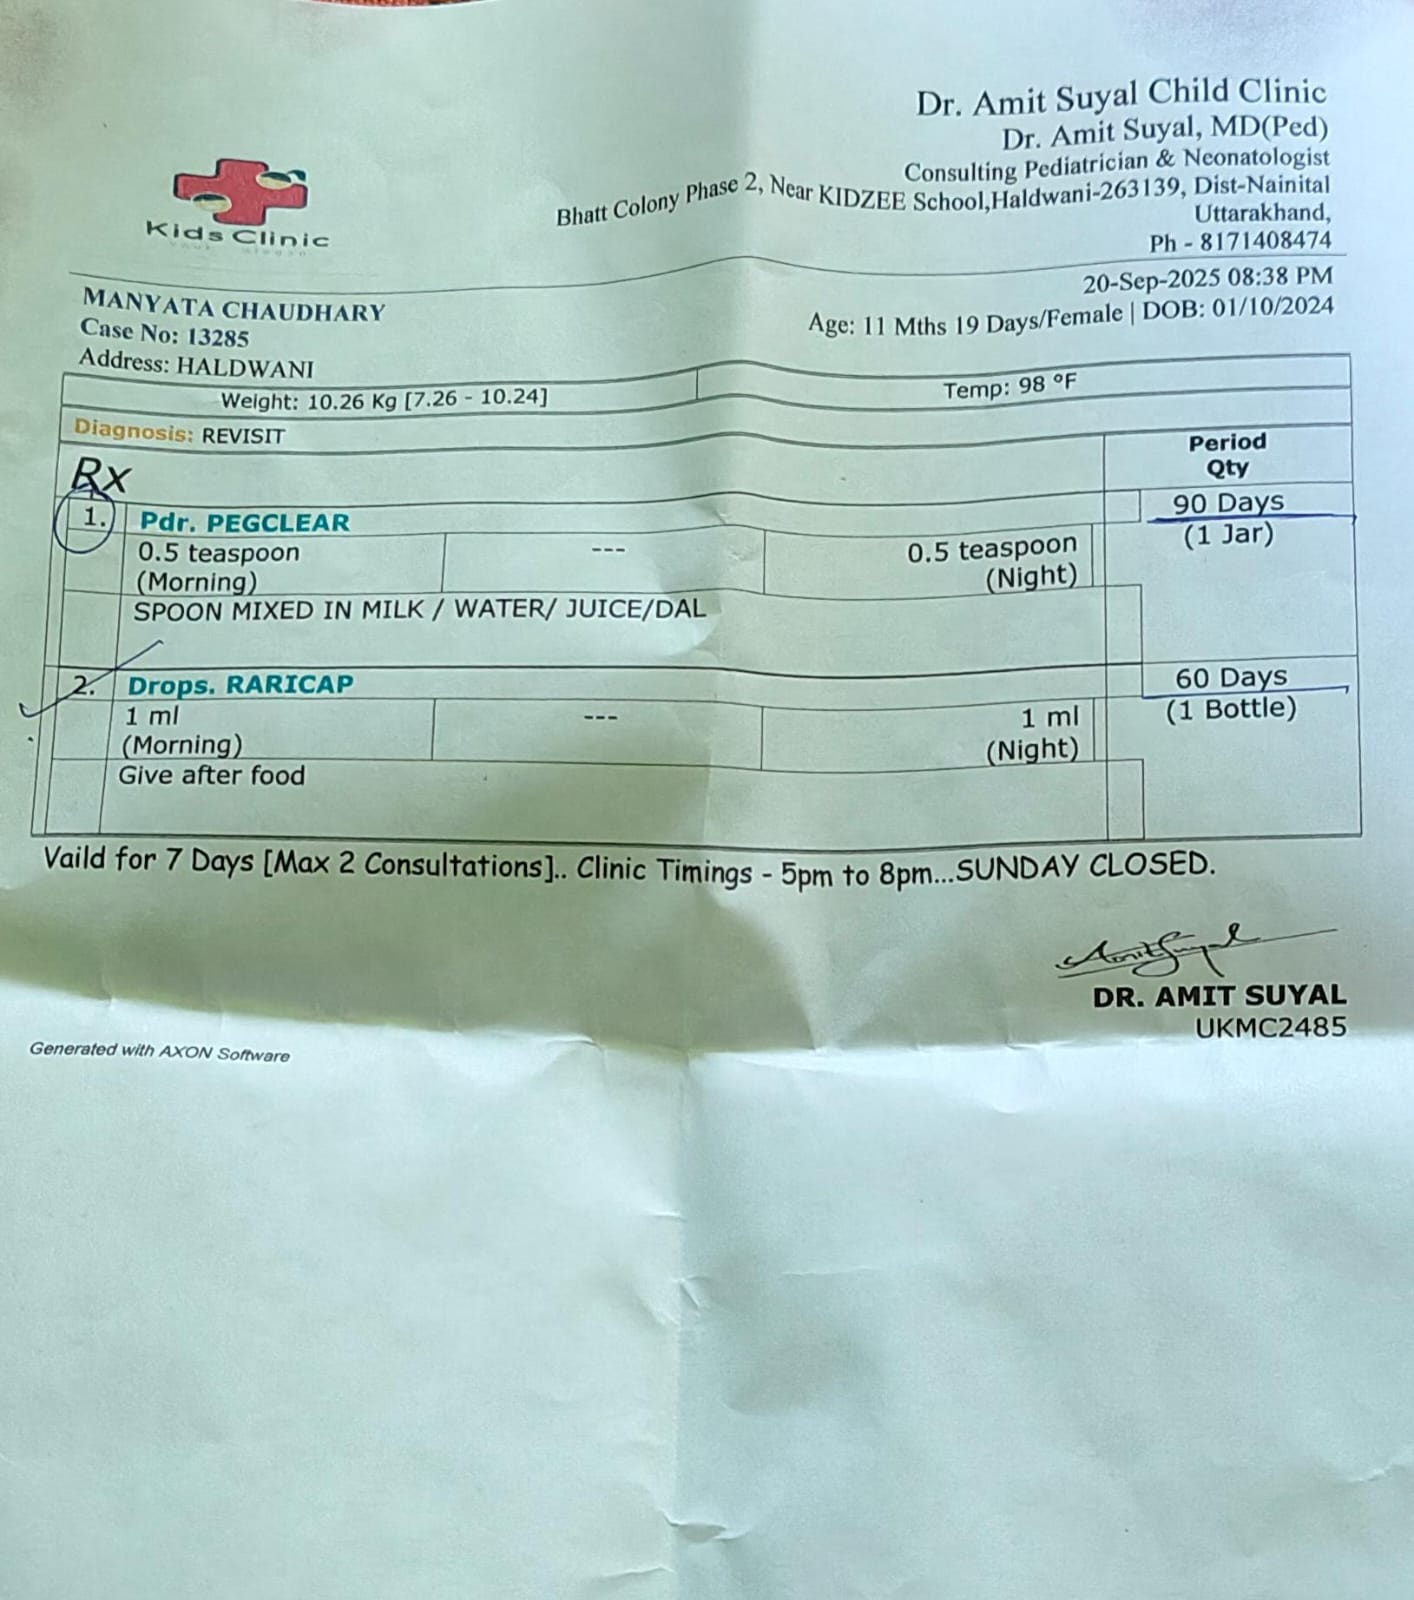 Dr. Amit Suyal Child Clinic
Dr. Amit Suyal, MD(Ped)
Consulting Pediatrician & Neonatologist
Bhatt Colony Phase 2, Near KIDZEE School,Haldwani-263139, Dist-Nainital
Uttarakhand,
Ph - 8171408474
Kids Clinic
20-Sep-2025 08:38 PM
MANYATA CHAUDHARY
Age: 11 Mths 19 Days/Female | DOB: 01/10/2024
Case No: 13285
Address: HALDWANI
Weight: 10.26 Kg [7.26 - 10.24] Temp: 98 °F
Diagnosis: REVISIT
Rx Period Qty
1. Pdr. PEGCLEAR 90 Days
0.5 teaspoon --- 0.5 teaspoon (1 Jar)
(Morning) (Night)
SPOON MIXED IN MILK / WATER/ JUICE/DAL
2. Drops. RARICAP 60 Days
1 ml --- 1 ml (1 Bottle)
(Morning) (Night)
Give after food
Vaild for 7 Days [Max 2 Consultations].. Clinic Timings - 5pm to 8pm...SUNDAY CLOSED.
Amit Suyal
DR. AMIT SUYAL
UKMC2485
Generated with AXON Software